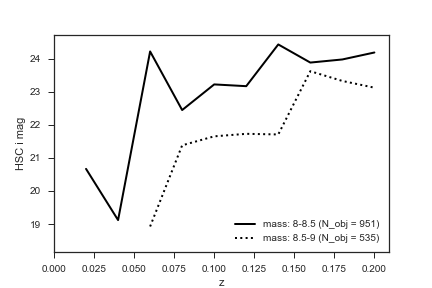 24
23
22
21
20
19
HSC i mag
mass: 8-8.5 (N_obj = 951)
mass: 8.5-9 (N_obj = 535)
0.000 0.025 0.050 0.075 0.100 0.125 0.150 0.175 0.200
z